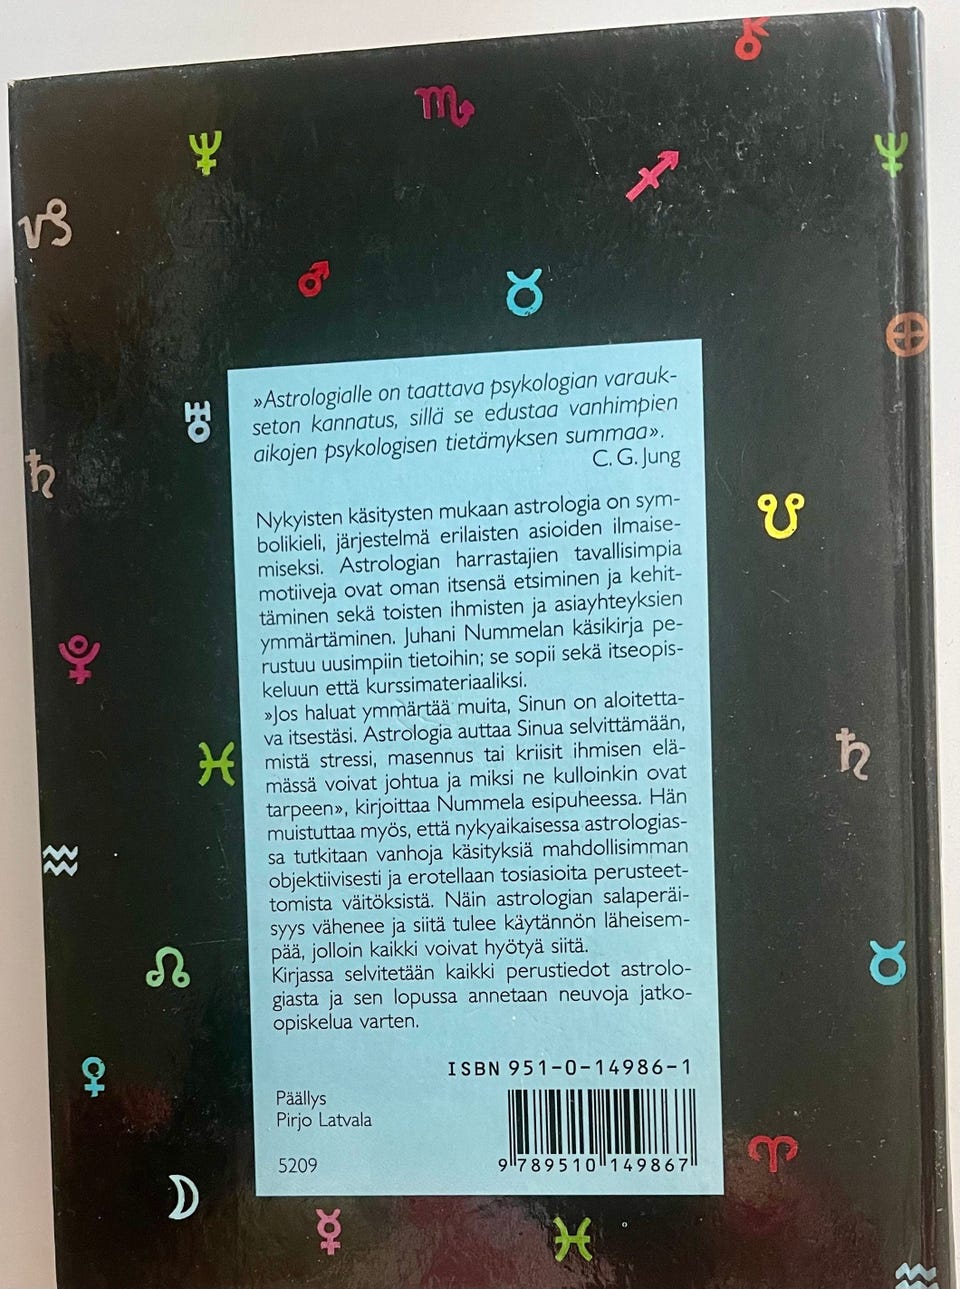 »Astrologialle on taattava psykologian varauk-
seton kannatus, sillä se edustaa vanhimpien
aikojen psykologisen tietämyksen summaa».
C. G. Jung
Nykyisten käsitysten mukaan astrologia on sym-
bolikieli, järjestelmä erilaisten asioiden ilmaise-
miseksi. Astrologian harrastajien tavallisimpia
motiiveja ovat oman itsensä etsiminen ja kehit-
täminen sekä toisten ihmisten ja asiayhteyksien
ymmärtäminen. Juhani Nummelan käsikirja pe-
rustuu uusimpiin tietoihin; se sopii sekä itseopis-
keluun että kurssimateriaaliksi.
»Jos haluat ymmärtää muita, Sinun on aloitetta-
va itsestäsi. Astrologia auttaa Sinua selvittämään,
mistä stressi, masennus tai kriisit ihmisen elä-
mässä voivat johtua ja miksi ne kulloinkin ovat
tarpeen», kirjoittaa Nummela esipuheessa. Hän
muistuttaa myös, että nykyaikaisessa astrologias-
sa tutkitaan vanhoja käsityksiä mahdollisimman
objektiivisesti ja erotellaan tosiasioita perusteet-
tomista väitöksistä. Näin astrologian salaperäi-
syys vähenee ja siitä tulee käytännön läheisem-
pää, jolloin kaikki voivat hyötyä siitä.
Kirjassa selvitetään kaikki perustiedot astrolo-
giasta ja sen lopussa annetaan neuvoja jatko-
opiskelua varten.
ISBN 951-0-14986-1
Päällys
Pirjo Latvala
5209
9 789510 149867